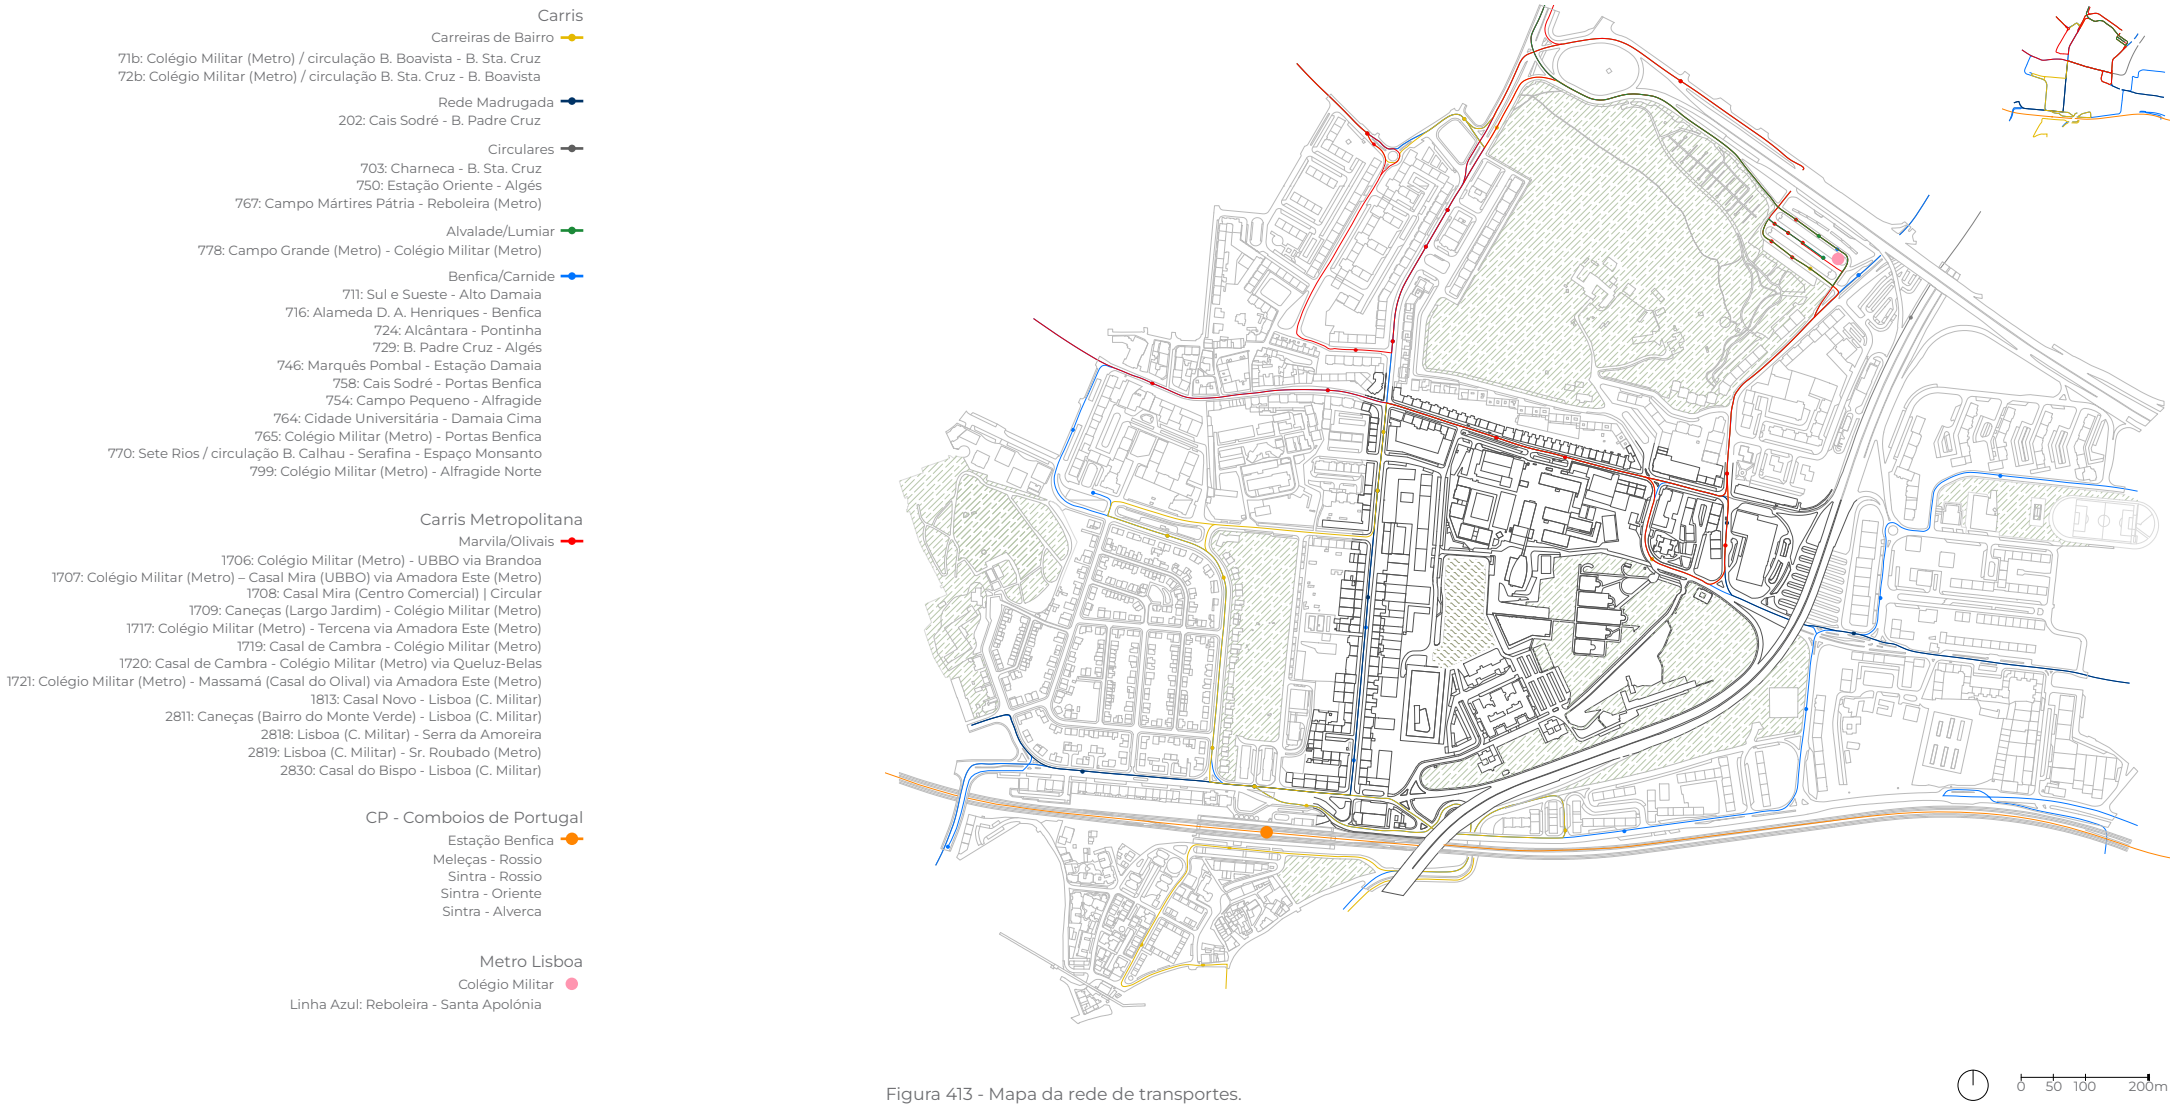 Carris
Carreiras de Bairro
71b: Colégio Militar (Metro) / circulação B. Boavista - B. Sta. Cruz
72b: Colégio Militar (Metro) / circulação B. Sta. Cruz - B. Boavista
Rede Madrugada
202: Cais Sodré - B. Padre Cruz
Circulares
703: Charneca - B. Sta. Cruz
750: Estação Oriente - Algés
767: Campo Mártires Pátria - Reboleira (Metro)
Alvalade/Lumiar
778: Campo Grande (Metro) - Colégio Militar (Metro)
Benfica/Carnide
711: Sul e Sueste - Alto Damaia
716: Alameda D. A. Henriques - Benfica
724: Alcântara - Pontinha
729: B. Padre Cruz - Algés
746: Marquês Pombal - Estação Damaia
758: Cais Sodré - Portas Benfica
754: Campo Pequeno - Alfragide
764: Cidade Universitária - Damaia Cima
765: Colégio Militar (Metro) - Portas Benfica
770: Sete Rios / circulação B. Calhau - Serafina - Espaço Monsanto
799: Colégio Militar (Metro) - Alfragide Norte
Carris Metropolitana
Marvila/Olivais
1706: Colégio Militar (Metro) - UBBO via Brandoa
1707: Colégio Militar (Metro) – Casal Mira (UBBO) via Amadora Este (Metro)
1708: Casal Mira (Centro Comercial) | Circular
1709: Caneças (Largo Jardim) - Colégio Militar (Metro)
1717: Colégio Militar (Metro) - Tercena via Amadora Este (Metro)
1719: Casal de Cambra - Colégio Militar (Metro)
1720: Casal de Cambra - Colégio Militar (Metro) via Queluz-Belas
1721: Colégio Militar (Metro) - Massamá (Casal do Olival) via Amadora Este (Metro)
1813: Casal Novo - Lisboa (C. Militar)
2811: Caneças (Bairro do Monte Verde) - Lisboa (C. Militar)
2818: Lisboa (C. Militar) - Serra da Amoreira
2819: Lisboa (C. Militar) - Sr. Roubado (Metro)
2830: Casal do Bispo - Lisboa (C. Militar)
CP - Comboios de Portugal
Estação Benfica
Meleças - Rossio
Sintra - Rossio
Sintra - Oriente
Sintra - Alverca
Metro Lisboa
Colégio Militar
Linha Azul: Reboleira - Santa Apolónia
Figura 413 - Mapa da rede de transportes.
0 50 100 200m